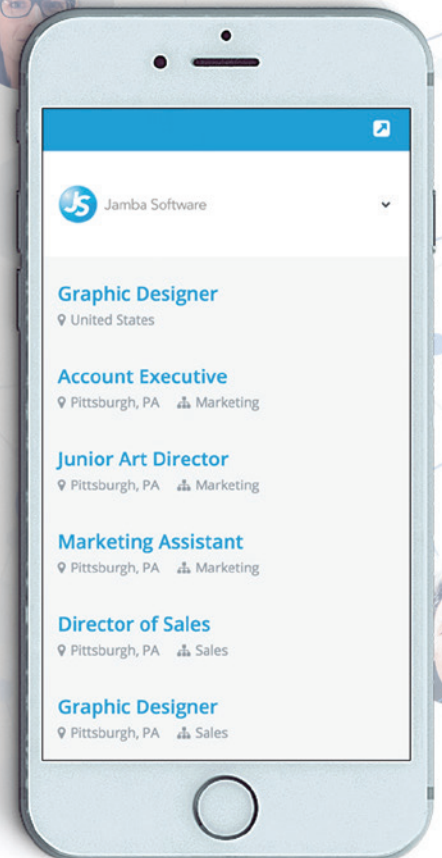 JS Jamba Software
Graphic Designer
United States
Account Executive
Pittsburgh, PA Marketing
Junior Art Director
Pittsburgh, PA Marketing
Marketing Assistant
Pittsburgh, PA Marketing
Director of Sales
Pittsburgh, PA Sales
Graphic Designer
Pittsburgh, PA Sales